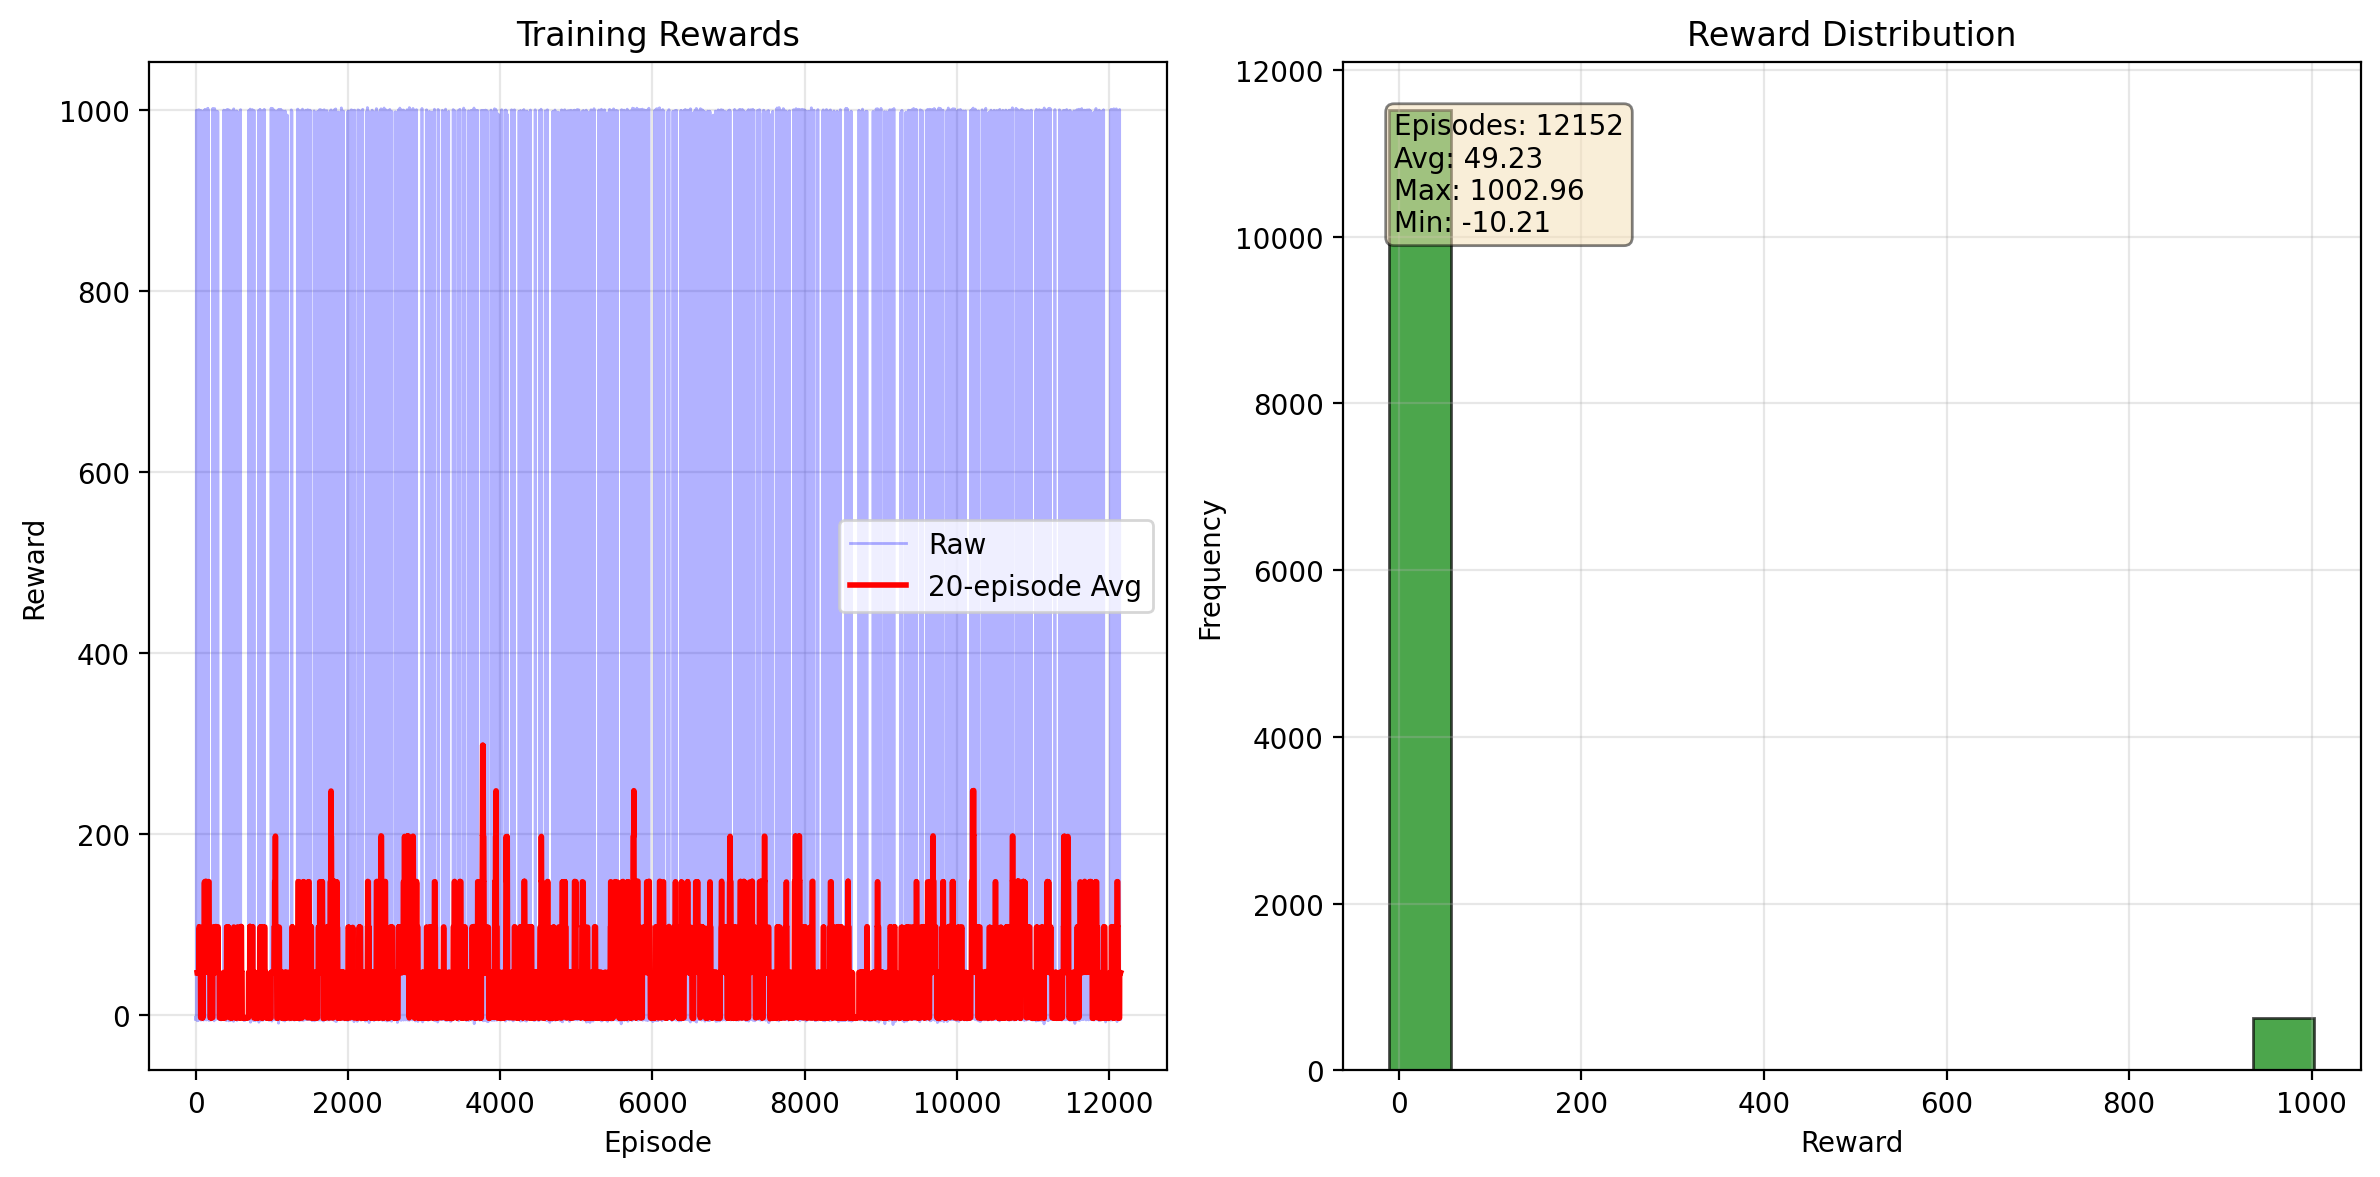 Training Rewards
1000
800
600
400
200
0
Reward
Raw
20-episode Avg
0
2000
4000
6000
8000
10000
12000
Episode
Reward Distribution
12000
10000
8000
6000
4000
2000
0
Frequency
Episodes: 12152
Avg: 49.23
Max: 1002.96
Min: -10.21
0
200
400
600
800
1000
Reward